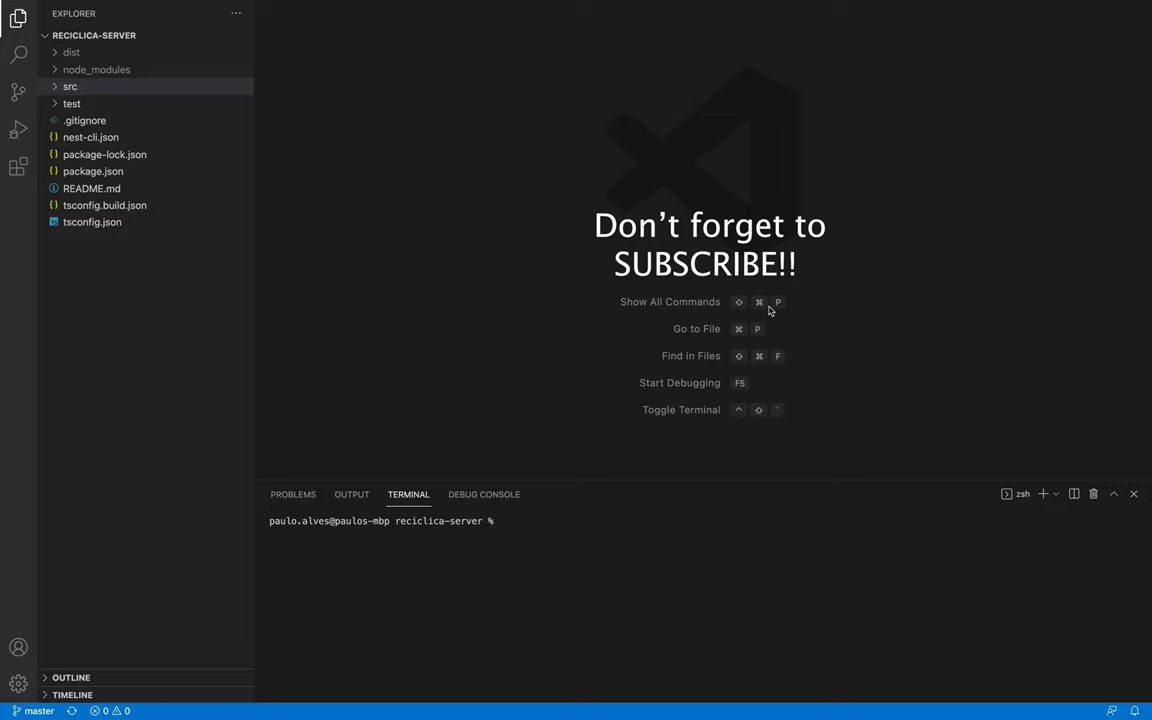 EXPLORER
RECICLICA-SERVER
dist
node_modules
src
test
.gitignore
nest-cli.json
package-lock.json
package.json
README.md
tsconfig.build.json
tsconfig.json
OUTLINE
TIMELINE
Don’t forget to
SUBSCRIBE!!
Show All Commands ⇧ ⌘ P
Go to File ⌘ P
Find in Files ⇧ ⌘ F
Start Debugging F5
Toggle Terminal ^ ⇧ '
PROBLEMS OUTPUT TERMINAL DEBUG CONSOLE
zsh
paulo.alves@paulos-mbp reciclica-server %
master 0 0